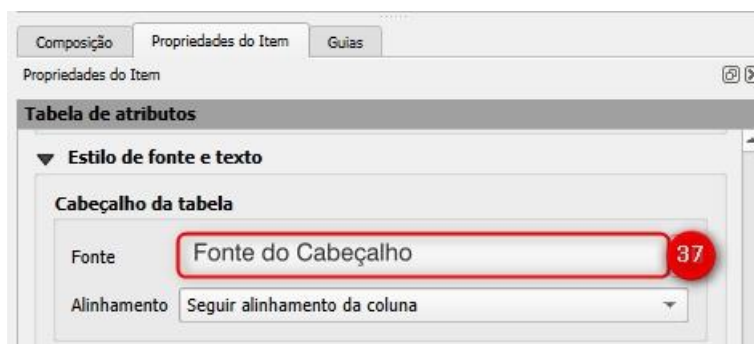 Composição Propriedades do Item Guias
Propriedades do Item
Tabela de atributos
Estilo de fonte e texto
Cabeçalho da tabela
Fonte Fonte do Cabeçalho 37
Alinhamento Seguir alinhamento da coluna